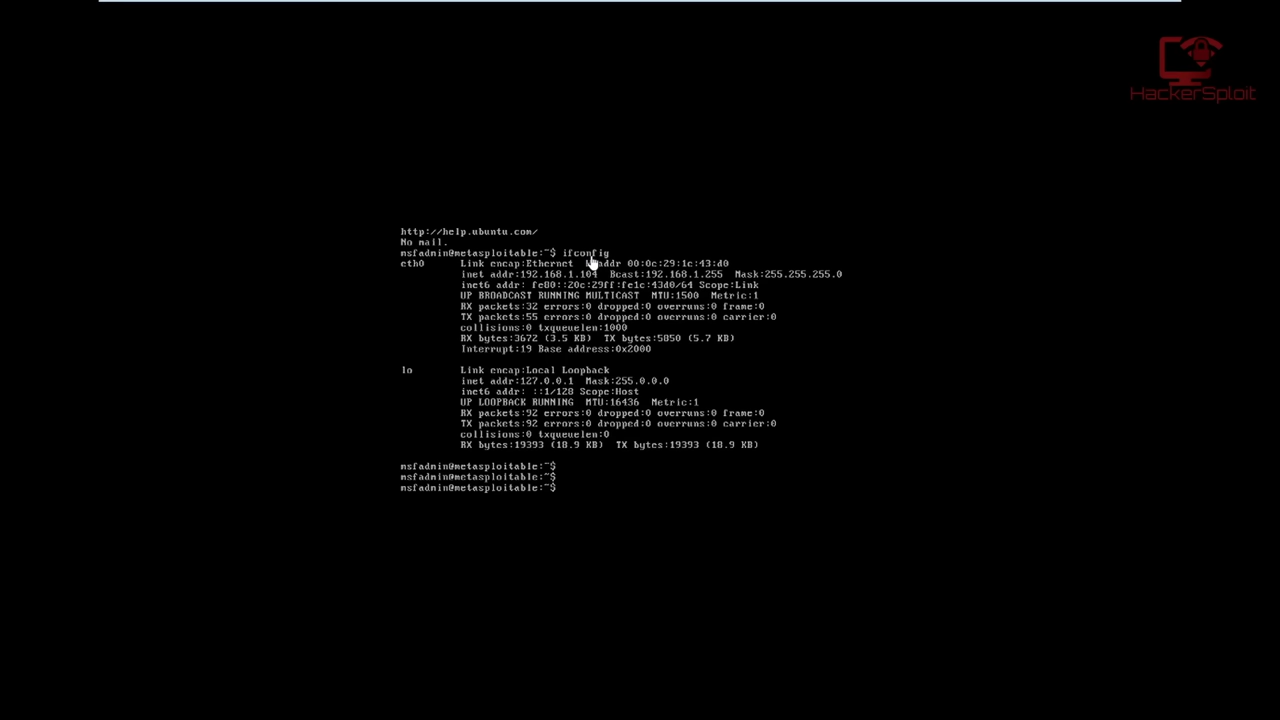 HackerSploit
http://help.ubuntu.com/
No mail.
msfadmin@metasploitable:~$ ifconfig
eth0 Link encap:Ethernet HWaddr 00:0c:29:1c:43:d0
inet addr:192.168.1.104 Bcast:192.168.1.255 Mask:255.255.255.0
inet6 addr: fe80::20c:29ff:fe1c:43d0/64 Scope:Link
UP BROADCAST RUNNING MULTICAST MTU:1500 Metric:1
RX packets:32 errors:0 dropped:0 overruns:0 frame:0
TX packets:55 errors:0 dropped:0 overruns:0 carrier:0
collisions:0 txqueuelen:1000
RX bytes:3672 (3.5 KB) TX bytes:5850 (5.7 KB)
Interrupt:19 Base address:0x2000
lo Link encap:Local Loopback
inet addr:127.0.0.1 Mask:255.0.0.0
inet6 addr: ::1/128 Scope:Host
UP LOOPBACK RUNNING MTU:16436 Metric:1
RX packets:92 errors:0 dropped:0 overruns:0 frame:0
TX packets:92 errors:0 dropped:0 overruns:0 carrier:0
collisions:0 txqueuelen:0
RX bytes:19393 (18.9 KB) TX bytes:19393 (18.9 KB)
msfadmin@metasploitable:~$
msfadmin@metasploitable:~$
msfadmin@metasploitable:~$